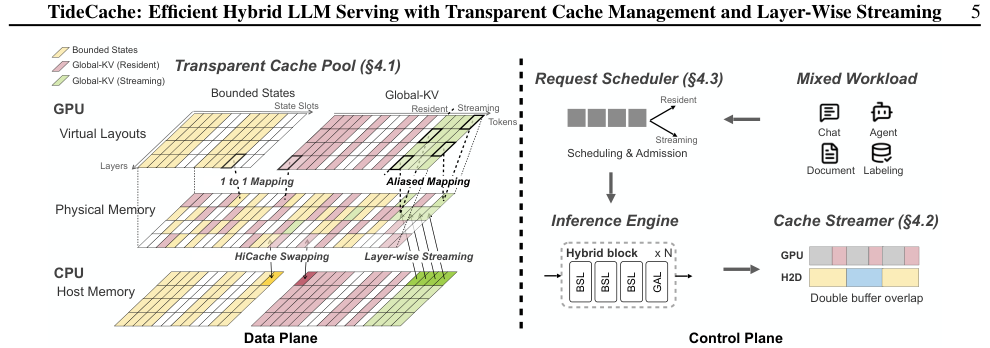 TideCache: Efficient Hybrid LLM Serving with Transparent Cache Management and Layer-Wise Streaming 5
Bounded States
Global-KV (Resident)
Global-KV (Streaming)
Transparent Cache Pool (§4.1)
GPU
Virtual Layouts
Bounded States
State Slots
Global-KV
Resident
Streaming
Tokens
Layers
1 to 1 Mapping
Aliased Mapping
Physical Memory
HiCache Swapping
Layer-wise Streaming
CPU
Host Memory
Data Plane
Request Scheduler (§4.3)
Resident
Streaming
Scheduling & Admission
Mixed Workload
Chat
Agent
Document
Labeling
Inference Engine
Hybrid block x N
BSL
BSL
BSL
GAL
Cache Streamer (§4.2)
GPU
H2D
Double buffer overlap
Control Plane